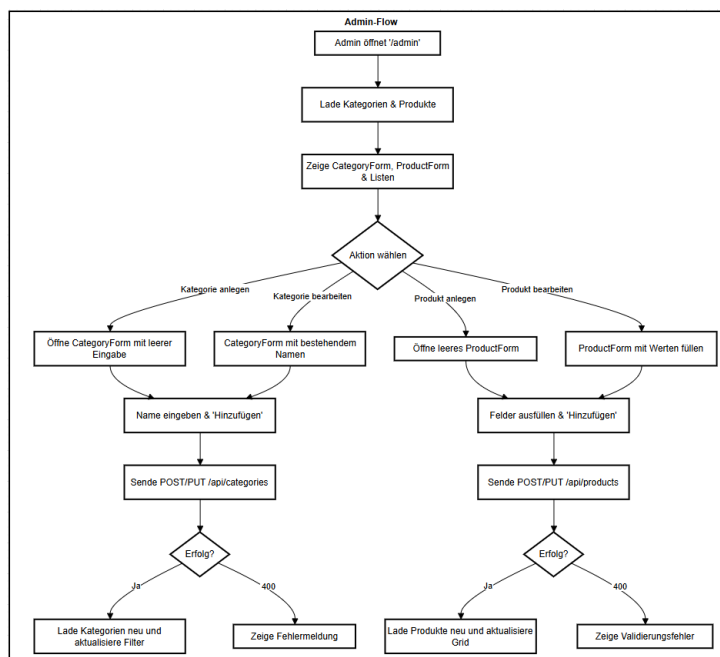 Admin-Flow
Admin öffnet '/admin'
Lade Kategorien & Produkte
Zeige CategoryForm, ProductForm
& Listen
Aktion wählen
Kategorie anlegen
Kategorie bearbeiten
Produkt anlegen
Produkt bearbeiten
Öffne CategoryForm mit leerer
Eingabe
CategoryForm mit bestehendem
Namen
Öffne leeres ProductForm
ProductForm mit Werten füllen
Name eingeben & 'Hinzufügen'
Felder ausfüllen & 'Hinzufügen'
Sende POST/PUT /api/categories
Sende POST/PUT /api/products
Erfolg?
Erfolg?
Ja
400
Ja
400
Lade Kategorien neu und
aktualisiere Filter
Zeige Fehlermeldung
Lade Produkte neu und aktualisiere
Grid
Zeige Validierungsfehler